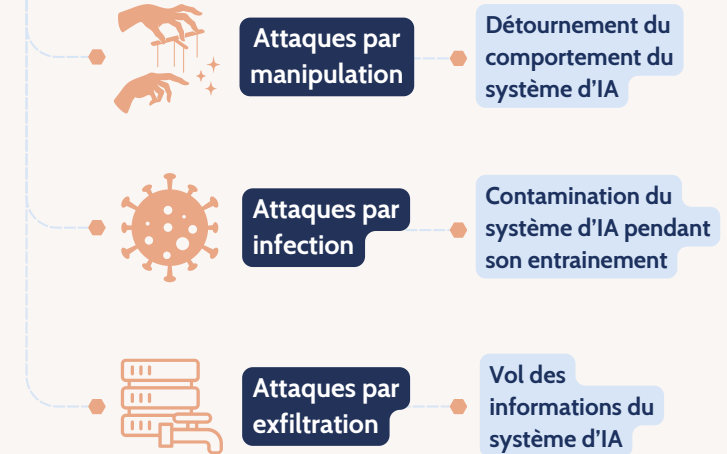 Attaques par
manipulation
Détournement du
comportement du
système d'IA
Attaques par
infection
Contamination du
système d'IA pendant
son entrainement
Attaques par
exfiltration
Vol des
informations du
système d'IA